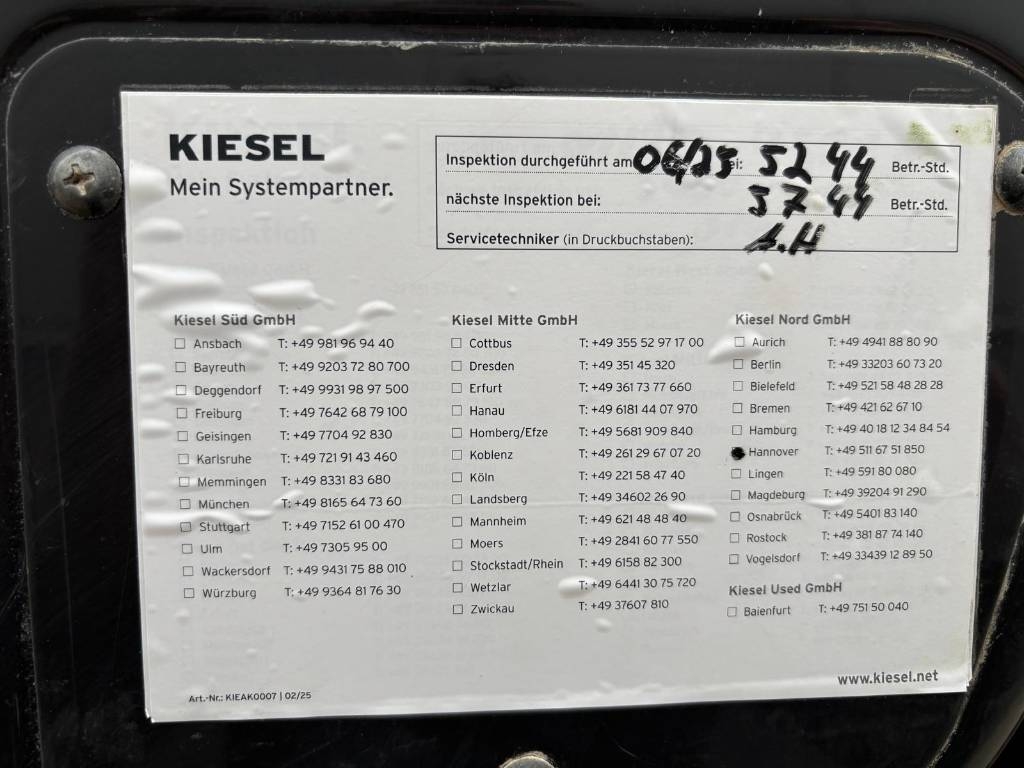 KIESEL
Mein Systempartner.
Inspektion durchgeführt am 06/25 ei: 5244 Betr.-Std.
nächste Inspektion bei: 5744 Betr.-Std.
Servicetechniker (in Druckbuchstaben): A.H
Kiesel Süd GmbH
Ansbach T: +49 981 96 94 40
Bayreuth T: +49 9203 72 80 700
Deggendorf T: +49 9931 98 97 500
Freiburg T: +49 7642 68 79 100
Geisingen T: +49 7704 92 830
Karlsruhe T: +49 721 91 43 460
Memmingen T: +49 8331 83 680
München T: +49 8165 64 73 60
Stuttgart T: +49 7152 61 00 470
Ulm T: +49 7305 95 00
Wackersdorf T: +49 9431 75 88 010
Würzburg T: +49 9364 81 76 30
Kiesel Mitte GmbH
Cottbus T: +49 355 52 97 17 00
Dresden T: +49 351 45 320
Erfurt T: +49 361 73 77 660
Hanau T: +49 6181 44 07 970
Homberg/Efze T: +49 5681 909 840
Koblenz T: +49 261 29 67 07 20
Köln T: +49 221 58 47 40
Landsberg T: +49 34602 26 90
Mannheim T: +49 621 48 48 40
Moers T: +49 2841 60 77 550
Stockstadt/Rhein T: +49 6158 82 300
Wetzlar T: +49 6441 30 75 720
Zwickau T: +49 37607 810
Kiesel Nord GmbH
Aurich T: +49 4941 88 80 90
Berlin T: +49 33203 60 73 20
Bielefeld T: +49 521 58 48 28 28
Bremen T: +49 421 62 67 10
Hamburg T: +49 40 18 12 34 84 54
Hannover T: +49 511 67 51 850
Lingen T: +49 591 80 080
Magdeburg T: +49 39204 91 290
Osnabrück T: +49 5401 83 140
Rostock T: +49 381 87 74 140
Vogelsdorf T: +49 33439 12 89 50
Kiesel Used GmbH
Baienfurt T: +49 751 50 040
Art.-Nr.: KIEAK0007 | 02/25
www.kiesel.net